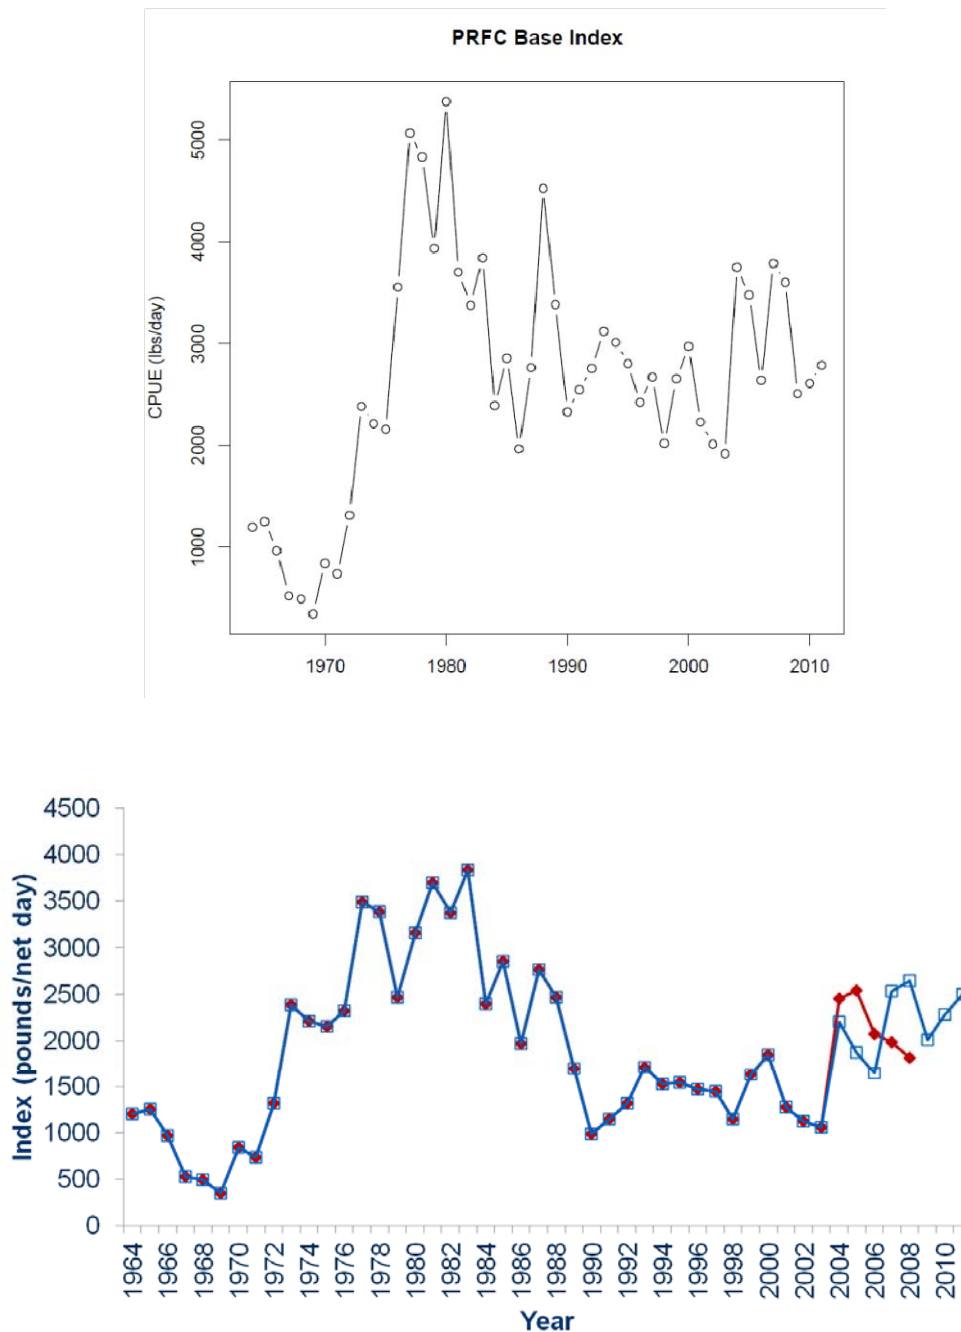 PRFC Base Index
CPUE (lbs/day)
5000
4000
3000
2000
1000
1970 1980 1990 2000 2010
Index (pounds/net day)
4500
4000
3500
3000
2500
2000
1500
1000
500
0
1964 1966 1968 1970 1972 1974 1976 1978 1980 1982 1984 1986 1988 1990 1992 1994 1996 1998 2000 2002 2004 2006 2008 2010
Year